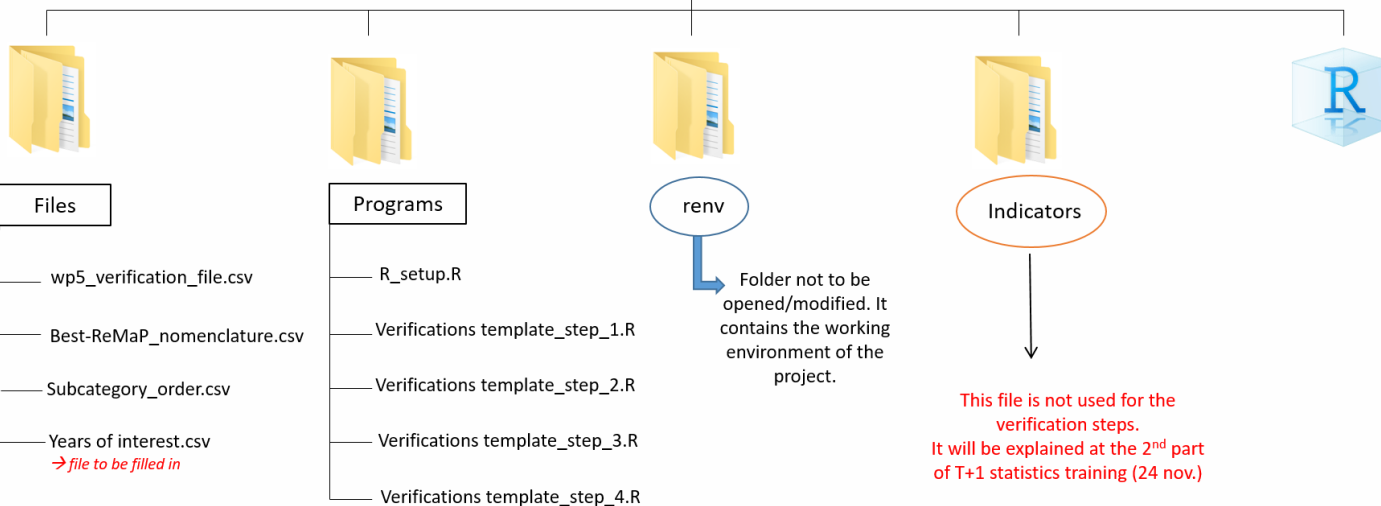 R
Files
wp5_verification_file.csv
Best-ReMaP_nomenclature.csv
Subcategory_order.csv
Years of interest.csv
→ file to be filled in
Programs
R_setup.R
Verifications template_step_1.R
Verifications template_step_2.R
Verifications template_step_3.R
Verifications template_step_4.R
renv
Folder not to be
opened/modified. It
contains the working
environment of the
project.
Indicators
This file is not used for the
verification steps.
It will be explained at the 2nd part
of T+1 statistics training (24 nov.)